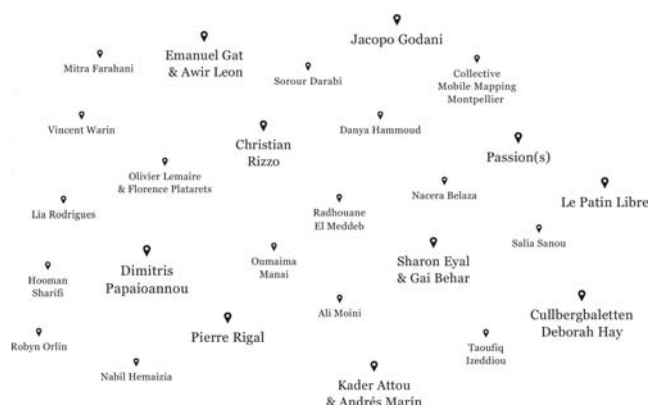 Jacopo Godani
Emanuel Gat
& Awir Leon
Mitra Farahani
Sorour Darabi
Collective
Mobile Mapping
Montpellier
Vincent Warin
Christian
Rizzo
Danya Hammoud
Passion(s)
Olivier Lemaire
& Florence Platarets
Nacera Belaza
Le Patin Libre
Lia Rodrigues
Radhouane
El Meddeb
Salia Sanou
Dimitris
Papaioannou
Oumaima
Manai
Sharon Eyal
& Gai Behar
Hooman
Sharifi
Ali Moini
Cullbergbaletten
Deborah Hay
Pierre Rigal
Robyn Orlin
Taoufiq
Izeddiou
Nabil Hemaizia
Kader Attou
& Andrés Marín